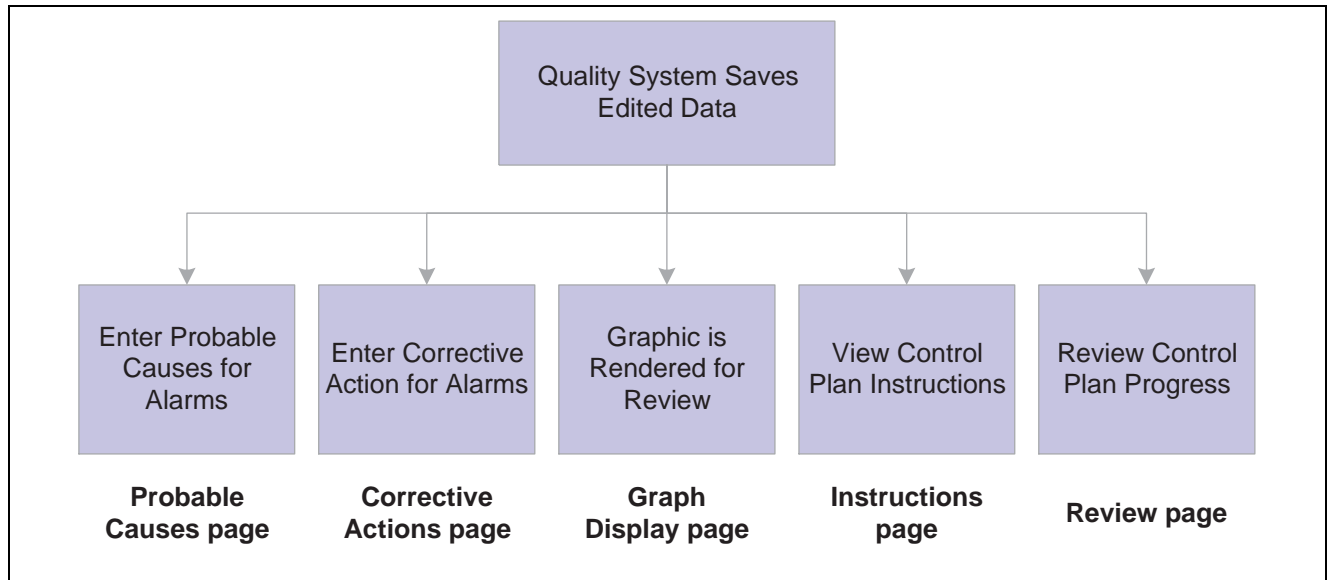 Quality System Saves
Edited Data
Enter Probable
Causes for
Alarms
Enter Corrective
Action for Alarms
Graphic is
Rendered for
Review
View Control
Plan Instructions
Review Control
Plan Progress
Probable
Causes page
Corrective
Actions page
Graph
Display page
Instructions
page
Review page